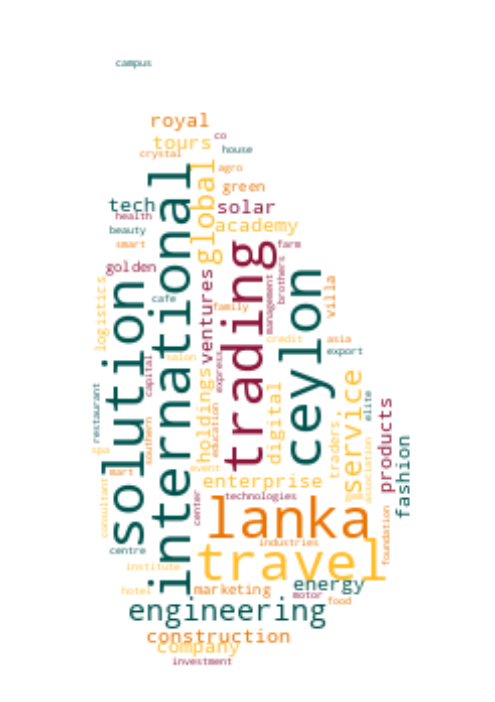 campus
royal
co
tours
house
crystal
agro
green
tech
solar
health
global
academy
beauty
smart
farm
golden
international
trading
management
brothers
ceylon
villa
logistics
cafe
solution
ventures
family
credit
asia
export
salon
capital
express
restaurant
holdings
digital
service
elite
products
southern
education
traders
fashion
spa
event
association
mart
enterprise
consultant
center
technologies
lanka
foundation
centre
industries
travel
institute
energy
hotel
marketing
motor
food
engineering
construction
company
investment